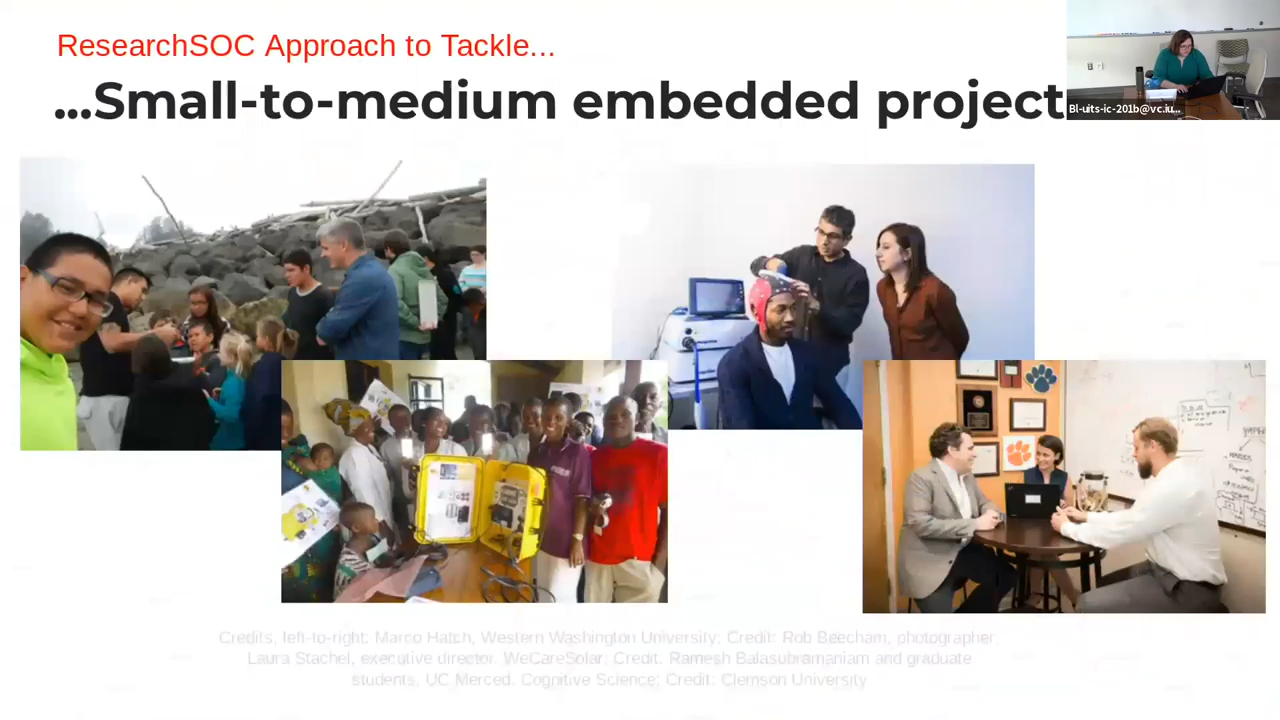 ResearchSOC Approach to Tackle...
...Small-to-medium embedded project
Bl-uits-ic-201b@vc.iu...
Credits, left-to-right: Marco Hatch, Western Washington University; Credit: Rob Beecham, photographer.
Laura Stachel, executive director. WeCareSolar; Credit. Ramesh Balasubramaniam and graduate
students, UC Merced. Cognitive Science; Credit: Clemson University